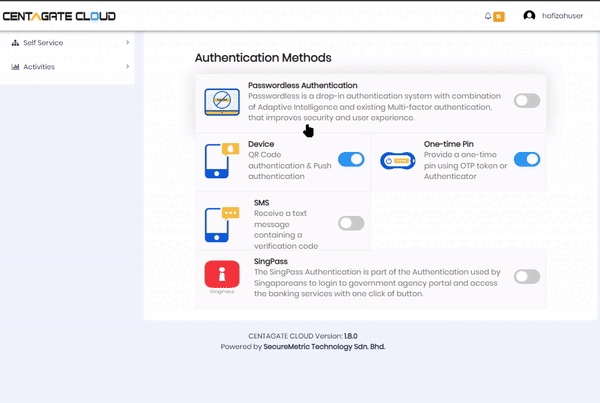 CENTAGATE CLOUD
10
hafizahuser
Self Service
Activities
Authentication Methods
Passwordless Authentication
Passwordless is a drop-in authentication system with combination
of Adaptive Intelligence and existing Multi-factor authentication,
that improves security and user experience.
Device
QR Code
authentication & Push
authentication
One-time Pin
Provide a one-time
pin using OTP token or
Authenticator
SMS
Receive a text
message
containing a
verification code
SingPass
SingPass
The SingPass Authentication is part of the Authentication used by
Singaporeans to login to government agency portal and access
the banking services with one click of button.
CENTAGATE CLOUD Version: 1.8.0
Powered by SecureMetric Technology Sdn. Bhd.